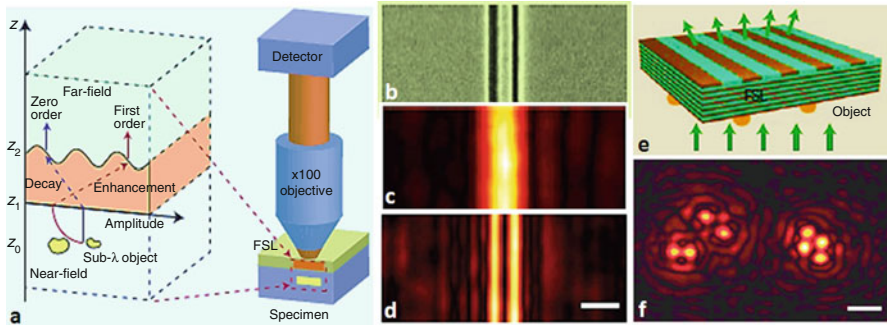 z
Far-field
Zero
order
First
order
Z2
Decay
Enhancement
Z1
Amplitude
Z0
Sub-λ object
Near-field
a
Detector
x100
objective
FSL
Specimen
b
c
d
FSL
Object
e
f